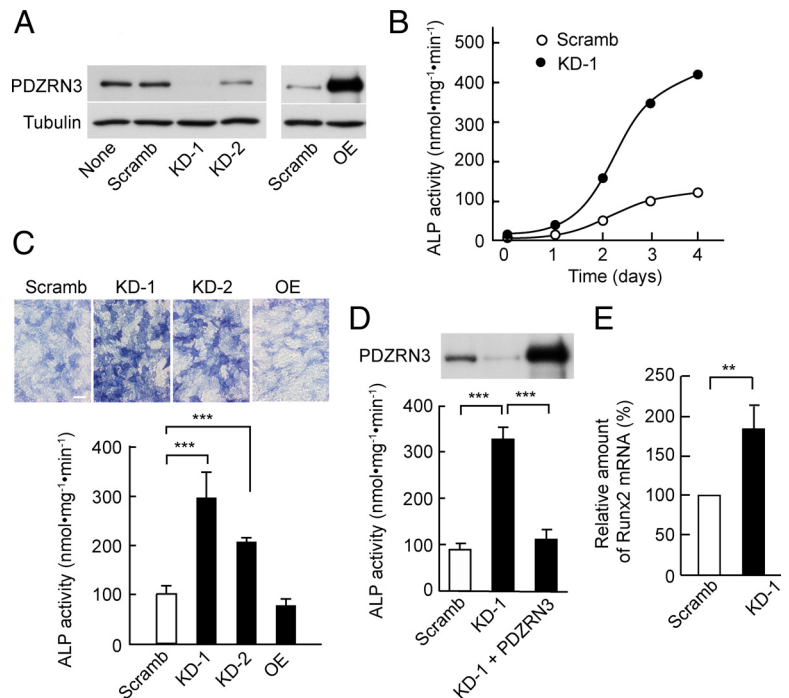 A
PDZRN3
Tubulin
None
Scramb
KD-1
KD-2
Scramb
OE
B
ALP activity (nmol•mg⁻¹•min⁻¹)
500
400
300
200
100
0
Scramb
KD-1
0 1 2 3 4
Time (days)
C
Scramb KD-1 KD-2 OE
ALP activity (nmol•mg⁻¹•min⁻¹)
400
300
200
100
0
***
***
Scramb
KD-1
KD-2
OE
D
PDZRN3
ALP activity (nmol•mg⁻¹•min⁻¹)
400
300
200
100
0
*** ***
Scramb
KD-1
KD-1 + PDZRN3
E
Relative amount
of Runx2 mRNA (%)
250
200
150
100
50
0
**
Scramb
KD-1